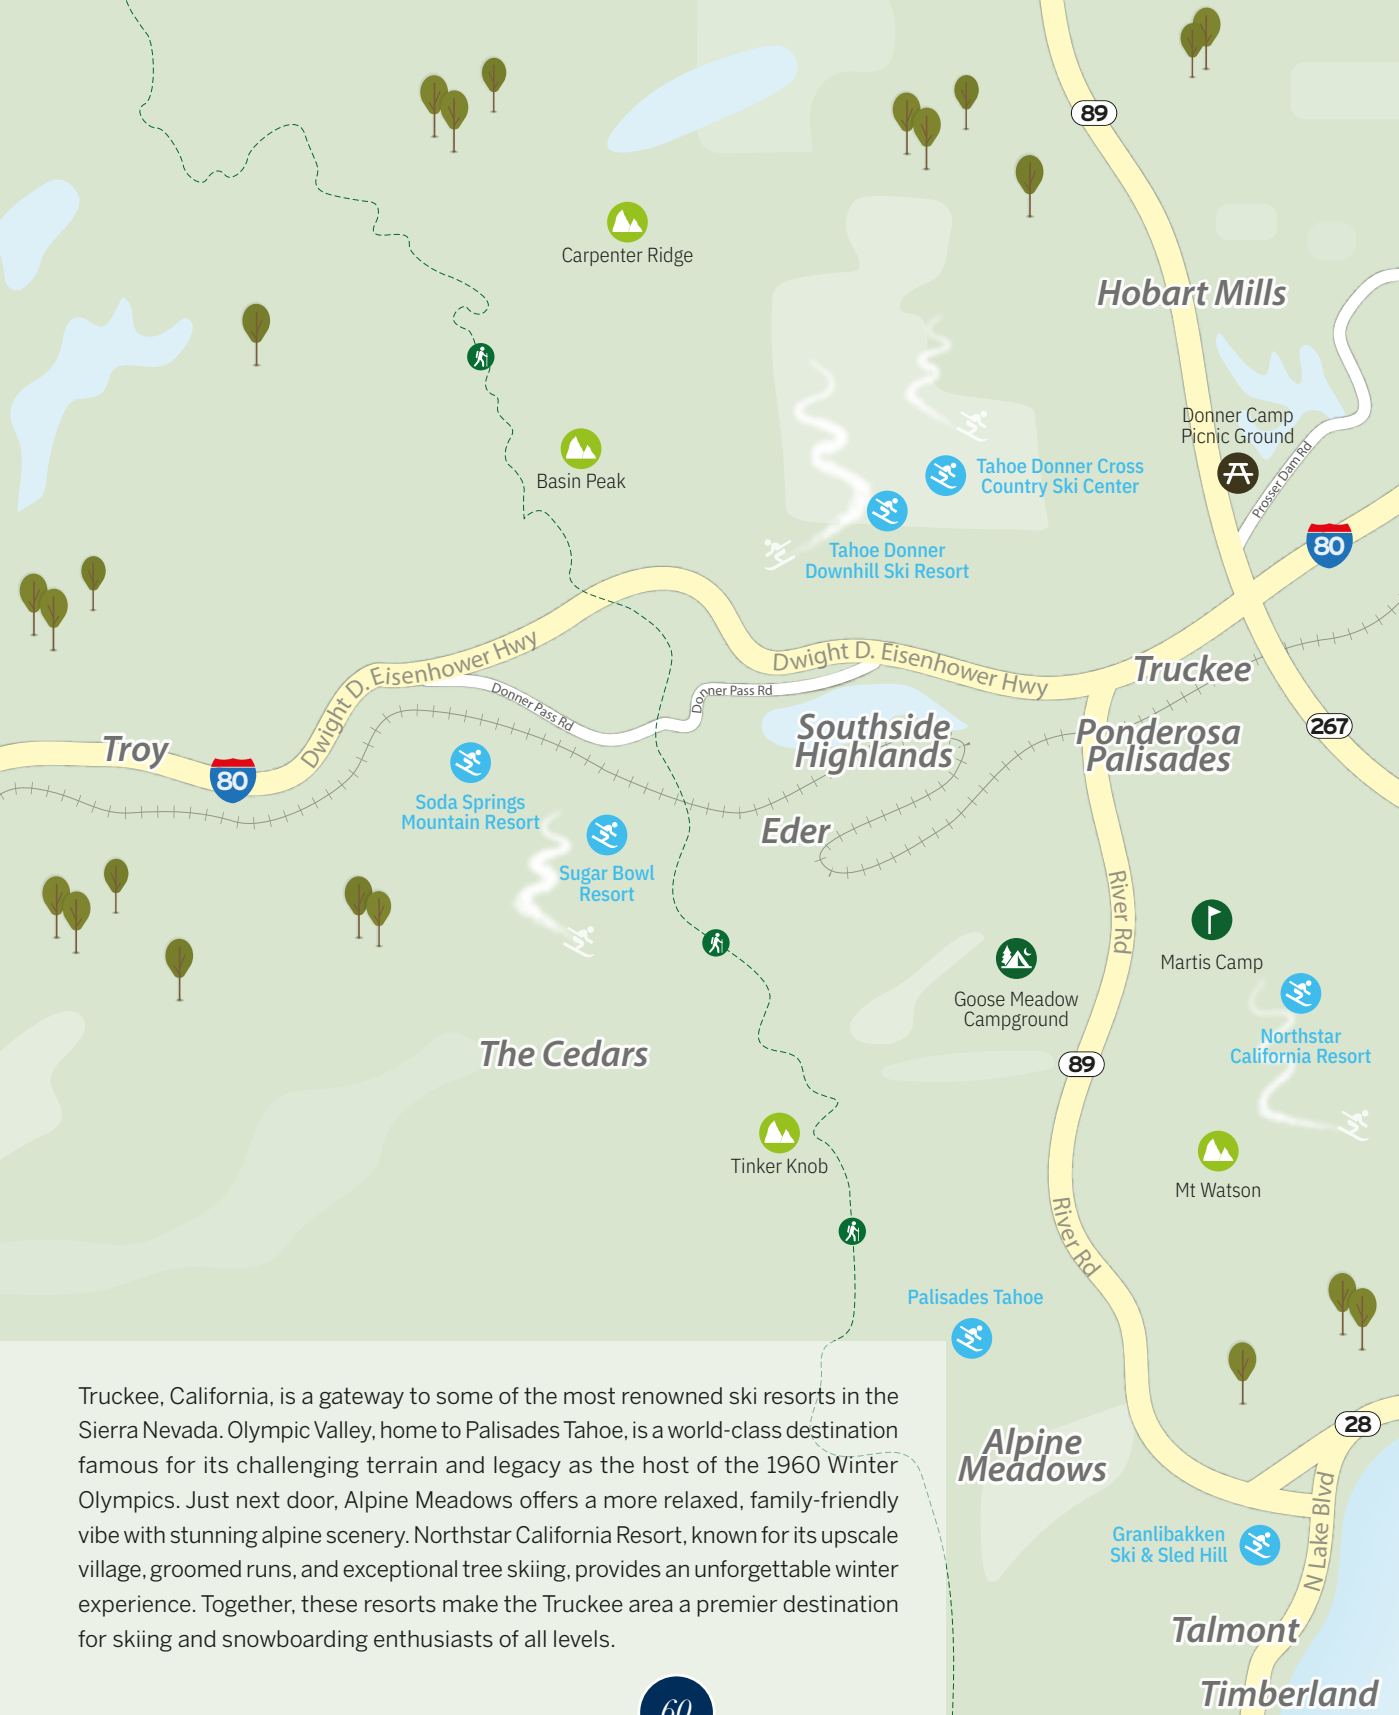 89
Carpenter Ridge
Hobart Mills
Donner Camp
Picnic Ground
Prosser Dam Rd
Basin Peak
Tahoe Donner Cross
Country Ski Center
Tahoe Donner
Downhill Ski Resort
80
Dwight D. Eisenhower Hwy
Dwight D. Eisenhower Hwy
Donner Pass Rd
Donner Pass Rd
Truckee
Troy
80
Southside
Highlands
Ponderosa
Palisades
267
Soda Springs
Mountain Resort
Eder
Sugar Bowl
Resort
River Rd
Martis Camp
Goose Meadow
Campground
Northstar
California Resort
The Cedars
89
Tinker Knob
Mt Watson
River Rd
Palisades Tahoe
Truckee, California, is a gateway to some of the most renowned ski resorts in the
Sierra Nevada. Olympic Valley, home to Palisades Tahoe, is a world-class destination
famous for its challenging terrain and legacy as the host of the 1960 Winter
Olympics. Just next door, Alpine Meadows offers a more relaxed, family-friendly
vibe with stunning alpine scenery. Northstar California Resort, known for its upscale
village, groomed runs, and exceptional tree skiing, provides an unforgettable winter
experience. Together, these resorts make the Truckee area a premier destination
for skiing and snowboarding enthusiasts of all levels.
28
Alpine
Meadows
Granlibakken
Ski & Sled Hill
N Lake Blvd
Talmont
Timberland
60